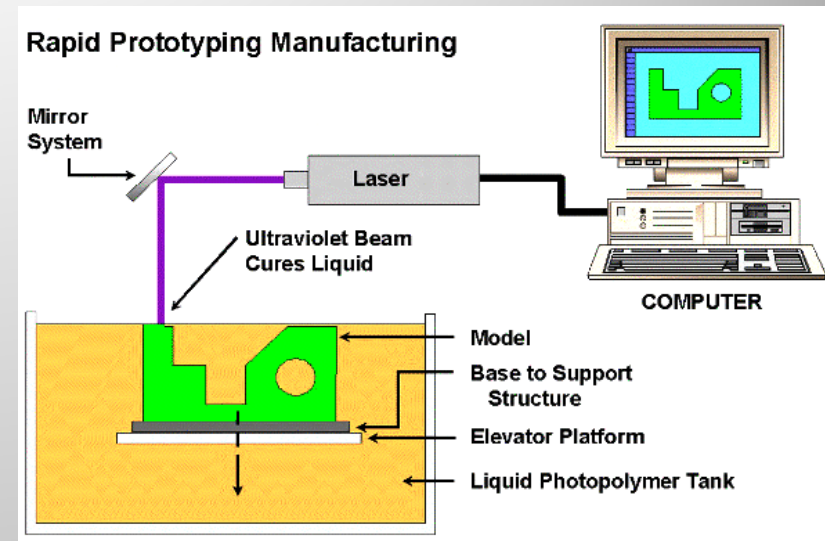 Rapid Prototyping Manufacturing
Mirror
System
Laser
Ultraviolet Beam
Cures Liquid
COMPUTER
Model
Base to Support
Structure
Elevator Platform
Liquid Photopolymer Tank